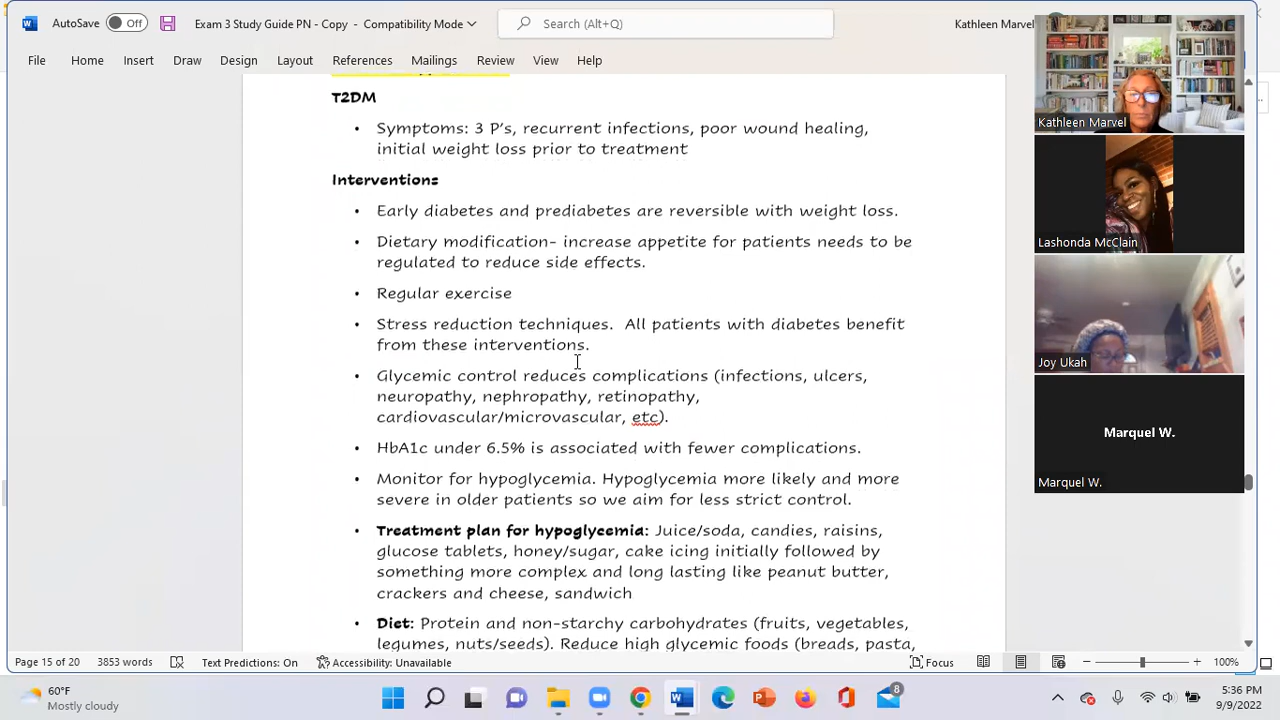 AutoSave Off Exam 3 Study Guide PN - Copy - Compatibility Mode Search (Alt+Q) Kathleen Marvel
File Home Insert Draw Design Layout References Mailings Review View Help
T2DM
• Symptoms: 3 P's, recurrent infections, poor wound healing,
initial weight loss prior to treatment
Interventions
• Early diabetes and prediabetes are reversible with weight loss.
• Dietary modification- increase appetite for patients needs to be
regulated to reduce side effects.
• Regular exercise
• Stress reduction techniques. All patients with diabetes benefit
from these interventions.
• Glycemic control reduces complications (infections, ulcers,
neuropathy, nephropathy, retinopathy,
cardiovascular/microvascular, etc).
• HbA1c under 6.5% is associated with fewer complications.
• Monitor for hypoglycemia. Hypoglycemia more likely and more
severe in older patients so we aim for less strict control.
• Treatment plan for hypoglycemia: Juice/soda, candies, raisins,
glucose tablets, honey/sugar, cake icing initially followed by
something more complex and long lasting like peanut butter,
crackers and cheese, sandwich
• Diet: Protein and non-starchy carbohydrates (fruits, vegetables,
legumes, nuts/seeds). Reduce high glycemic foods (breads, pasta,
Kathleen Marvel
Lashonda McClain
Joy Ukah
Marquel W.
Marquel W.
Page 15 of 20 3853 words Text Predictions: On Accessibility: Unavailable Focus 100%
60°F
Mostly cloudy
8
5:36 PM
9/9/2022